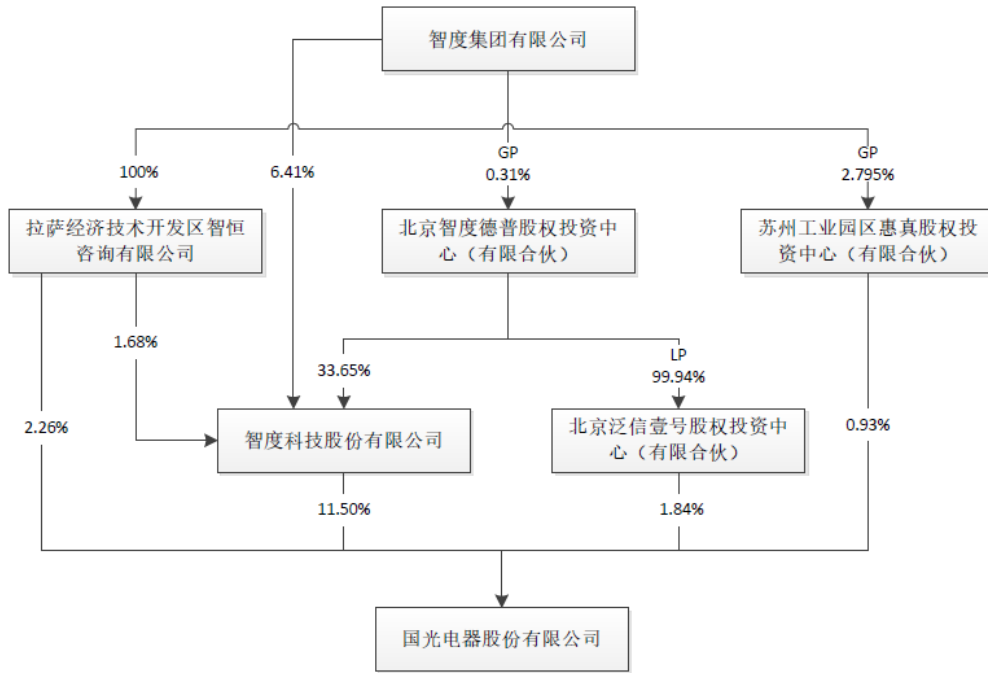 智度集团有限公司
GP
GP
100%
6.41%
0.31%
2.795%
拉萨经济技术开发区智恒
咨询有限公司
北京智度德普股权投资中
心（有限合伙）
苏州工业园区惠真股权投
资中心（有限合伙）
1.68%
LP
33.65%
99.94%
2.26%
智度科技股份有限公司
北京泛信壹号股权投资中
心（有限合伙）
0.93%
11.50%
1.84%
国光电器股份有限公司